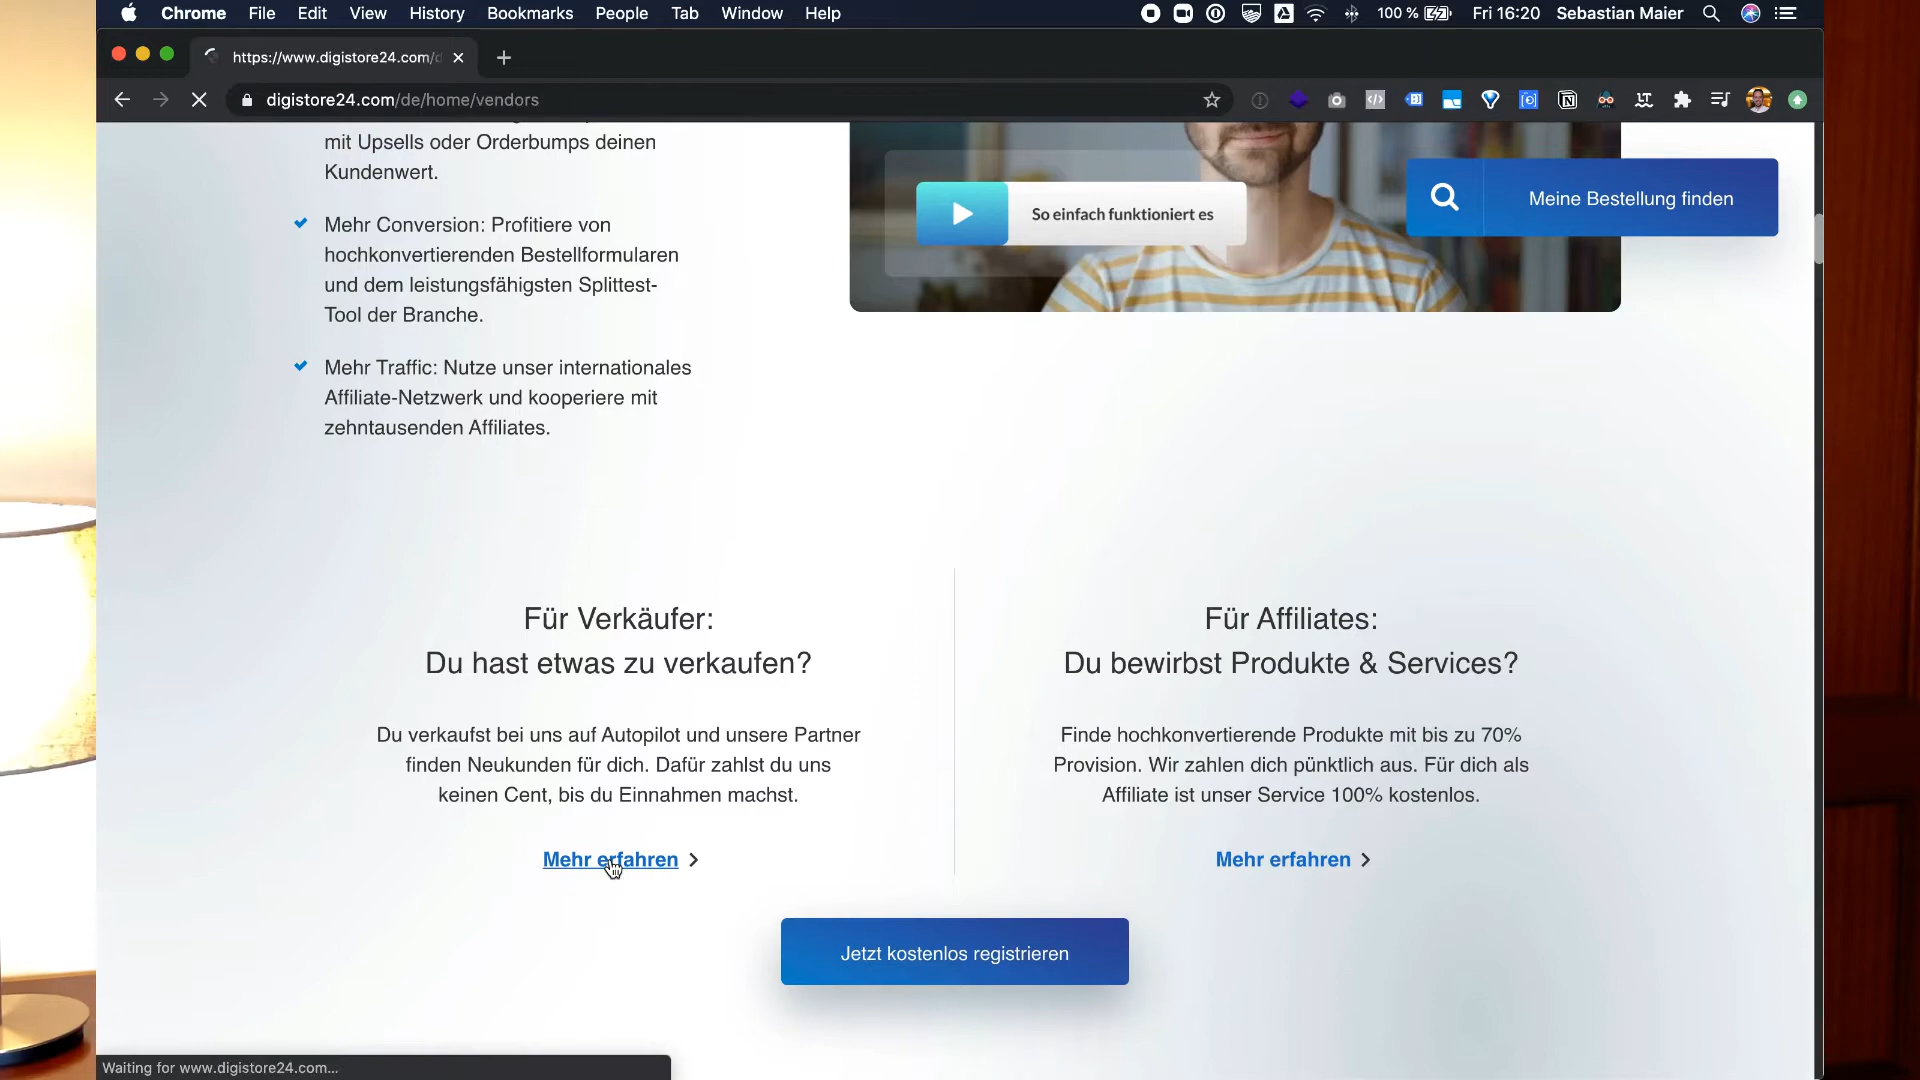 Chrome File Edit View History Bookmarks People Tab Window Help 100 % Fri 16:20 Sebastian Maier
https://www.digistore24.com/
digistore24.com/de/home/vendors
mit Upsells oder Orderbumps deinen
Kundenwert.
Mehr Conversion: Profitiere von
hochkonvertierenden Bestellformularen
und dem leistungsfähigsten Splittest-
Tool der Branche.
Mehr Traffic: Nutze unser internationales
Affiliate-Netzwerk und kooperiere mit
zehntausenden Affiliates.
So einfach funktioniert es
Meine Bestellung finden
Für Verkäufer:
Du hast etwas zu verkaufen?
Du verkaufst bei uns auf Autopilot und unsere Partner
finden Neukunden für dich. Dafür zahlst du uns
keinen Cent, bis du Einnahmen machst.
Mehr erfahren
Für Affiliates:
Du bewirbst Produkte & Services?
Finde hochkonvertierende Produkte mit bis zu 70%
Provision. Wir zahlen dich pünktlich aus. Für dich als
Affiliate ist unser Service 100% kostenlos.
Mehr erfahren
Jetzt kostenlos registrieren
Waiting for www.digistore24.com...